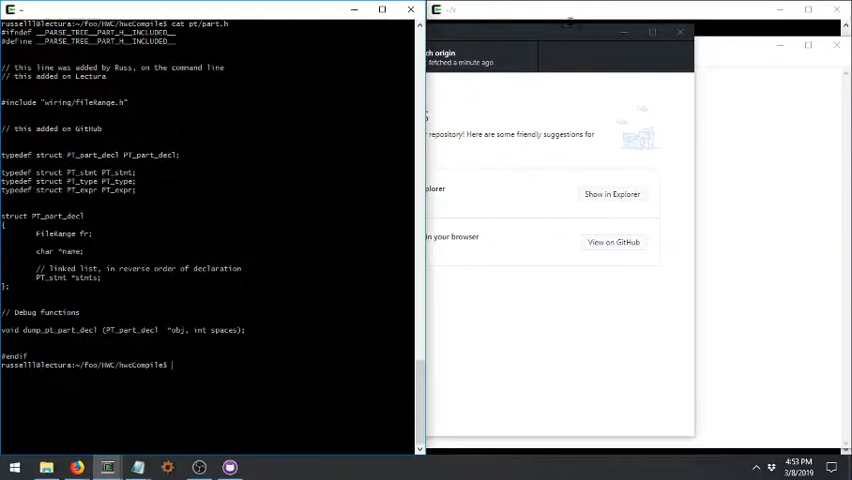 ~
russelll@lectura:~/foo/HWC/hwcCompile$ cat pt/part.h
#ifndef __PARSE_TREE__PART_H__INCLUDED__
#define __PARSE_TREE__PART_H__INCLUDED__
// this line was added by Russ, on the command line
// this added on Lectura
#include "wiring/fileRange.h"
// this added on GitHub
typedef struct PT_part_decl PT_part_decl;
typedef struct PT_stmt PT_stmt;
typedef struct PT_type PT_type;
typedef struct PT_expr PT_expr;
struct PT_part_decl
{
FileRange fr;
char *name;
// linked list, in reverse order of declaration
PT_stmt *stmts;
};
// Debug functions
void dump_pt_part_decl (PT_part_decl *obj, int spaces);
#endif
russelll@lectura:~/foo/HWC/hwcCompile$
~/x
ch origin
fetched a minute ago
repository! Here are some friendly suggestions for
plorer
Show in Explorer
in your browser
View on GitHub
4:53 PM
3/8/2019